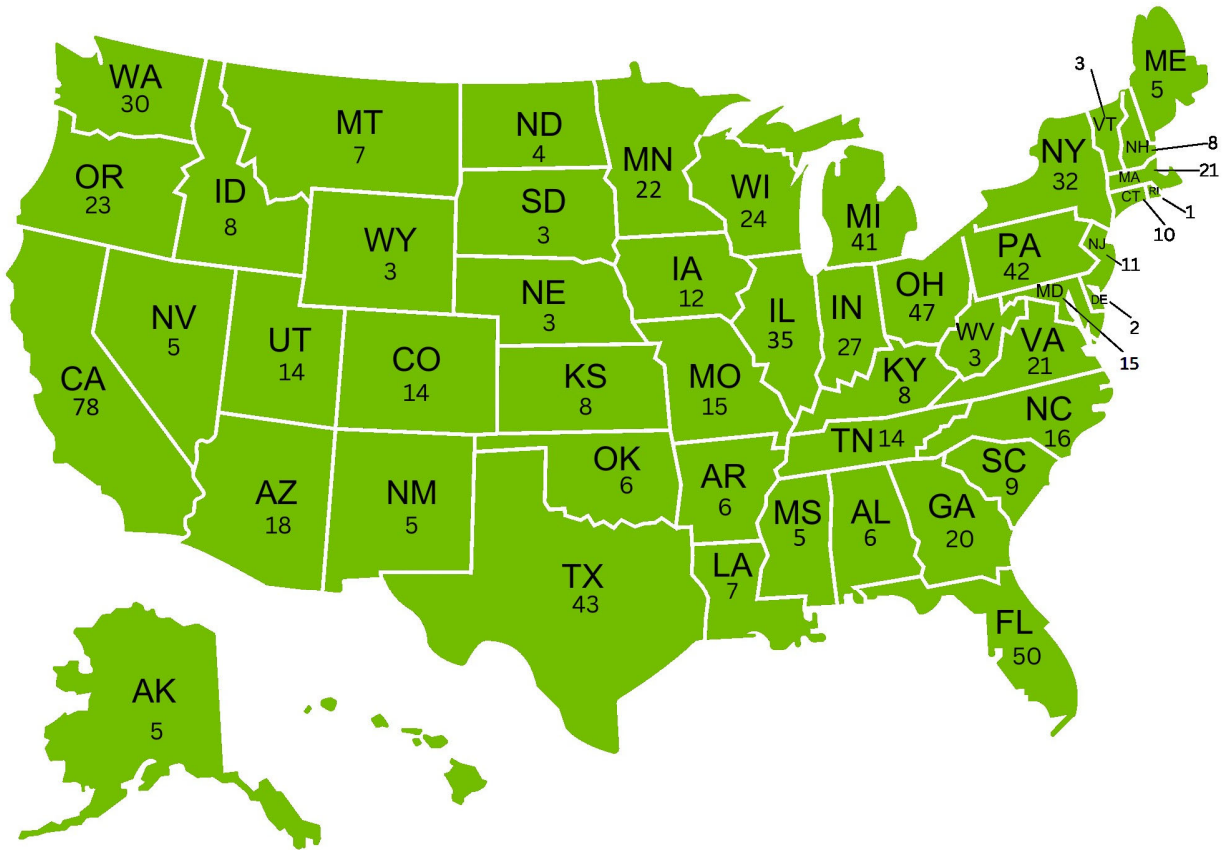 WA
30
OR
23
CA
78
ID
8
NV
5
MT
7
WY
3
UT
14
AZ
18
CO
14
NM
5
ND
4
SD
3
NE
3
KS
8
OK
6
TX
43
MN
22
IA
12
MO
15
AR
6
LA
7
WI
24
IL
35
MS
5
MI
41
IN
27
KY
8
TN 14
AL
6
OH
47
WV
3
GA
20
FL
50
SC
9
NC
16
VA
21
PA
42
NY
32
ME
5
3
VT
NH
8
MA
21
RI
1
CT
10
NJ
11
DE
2
MD
15
AK
5